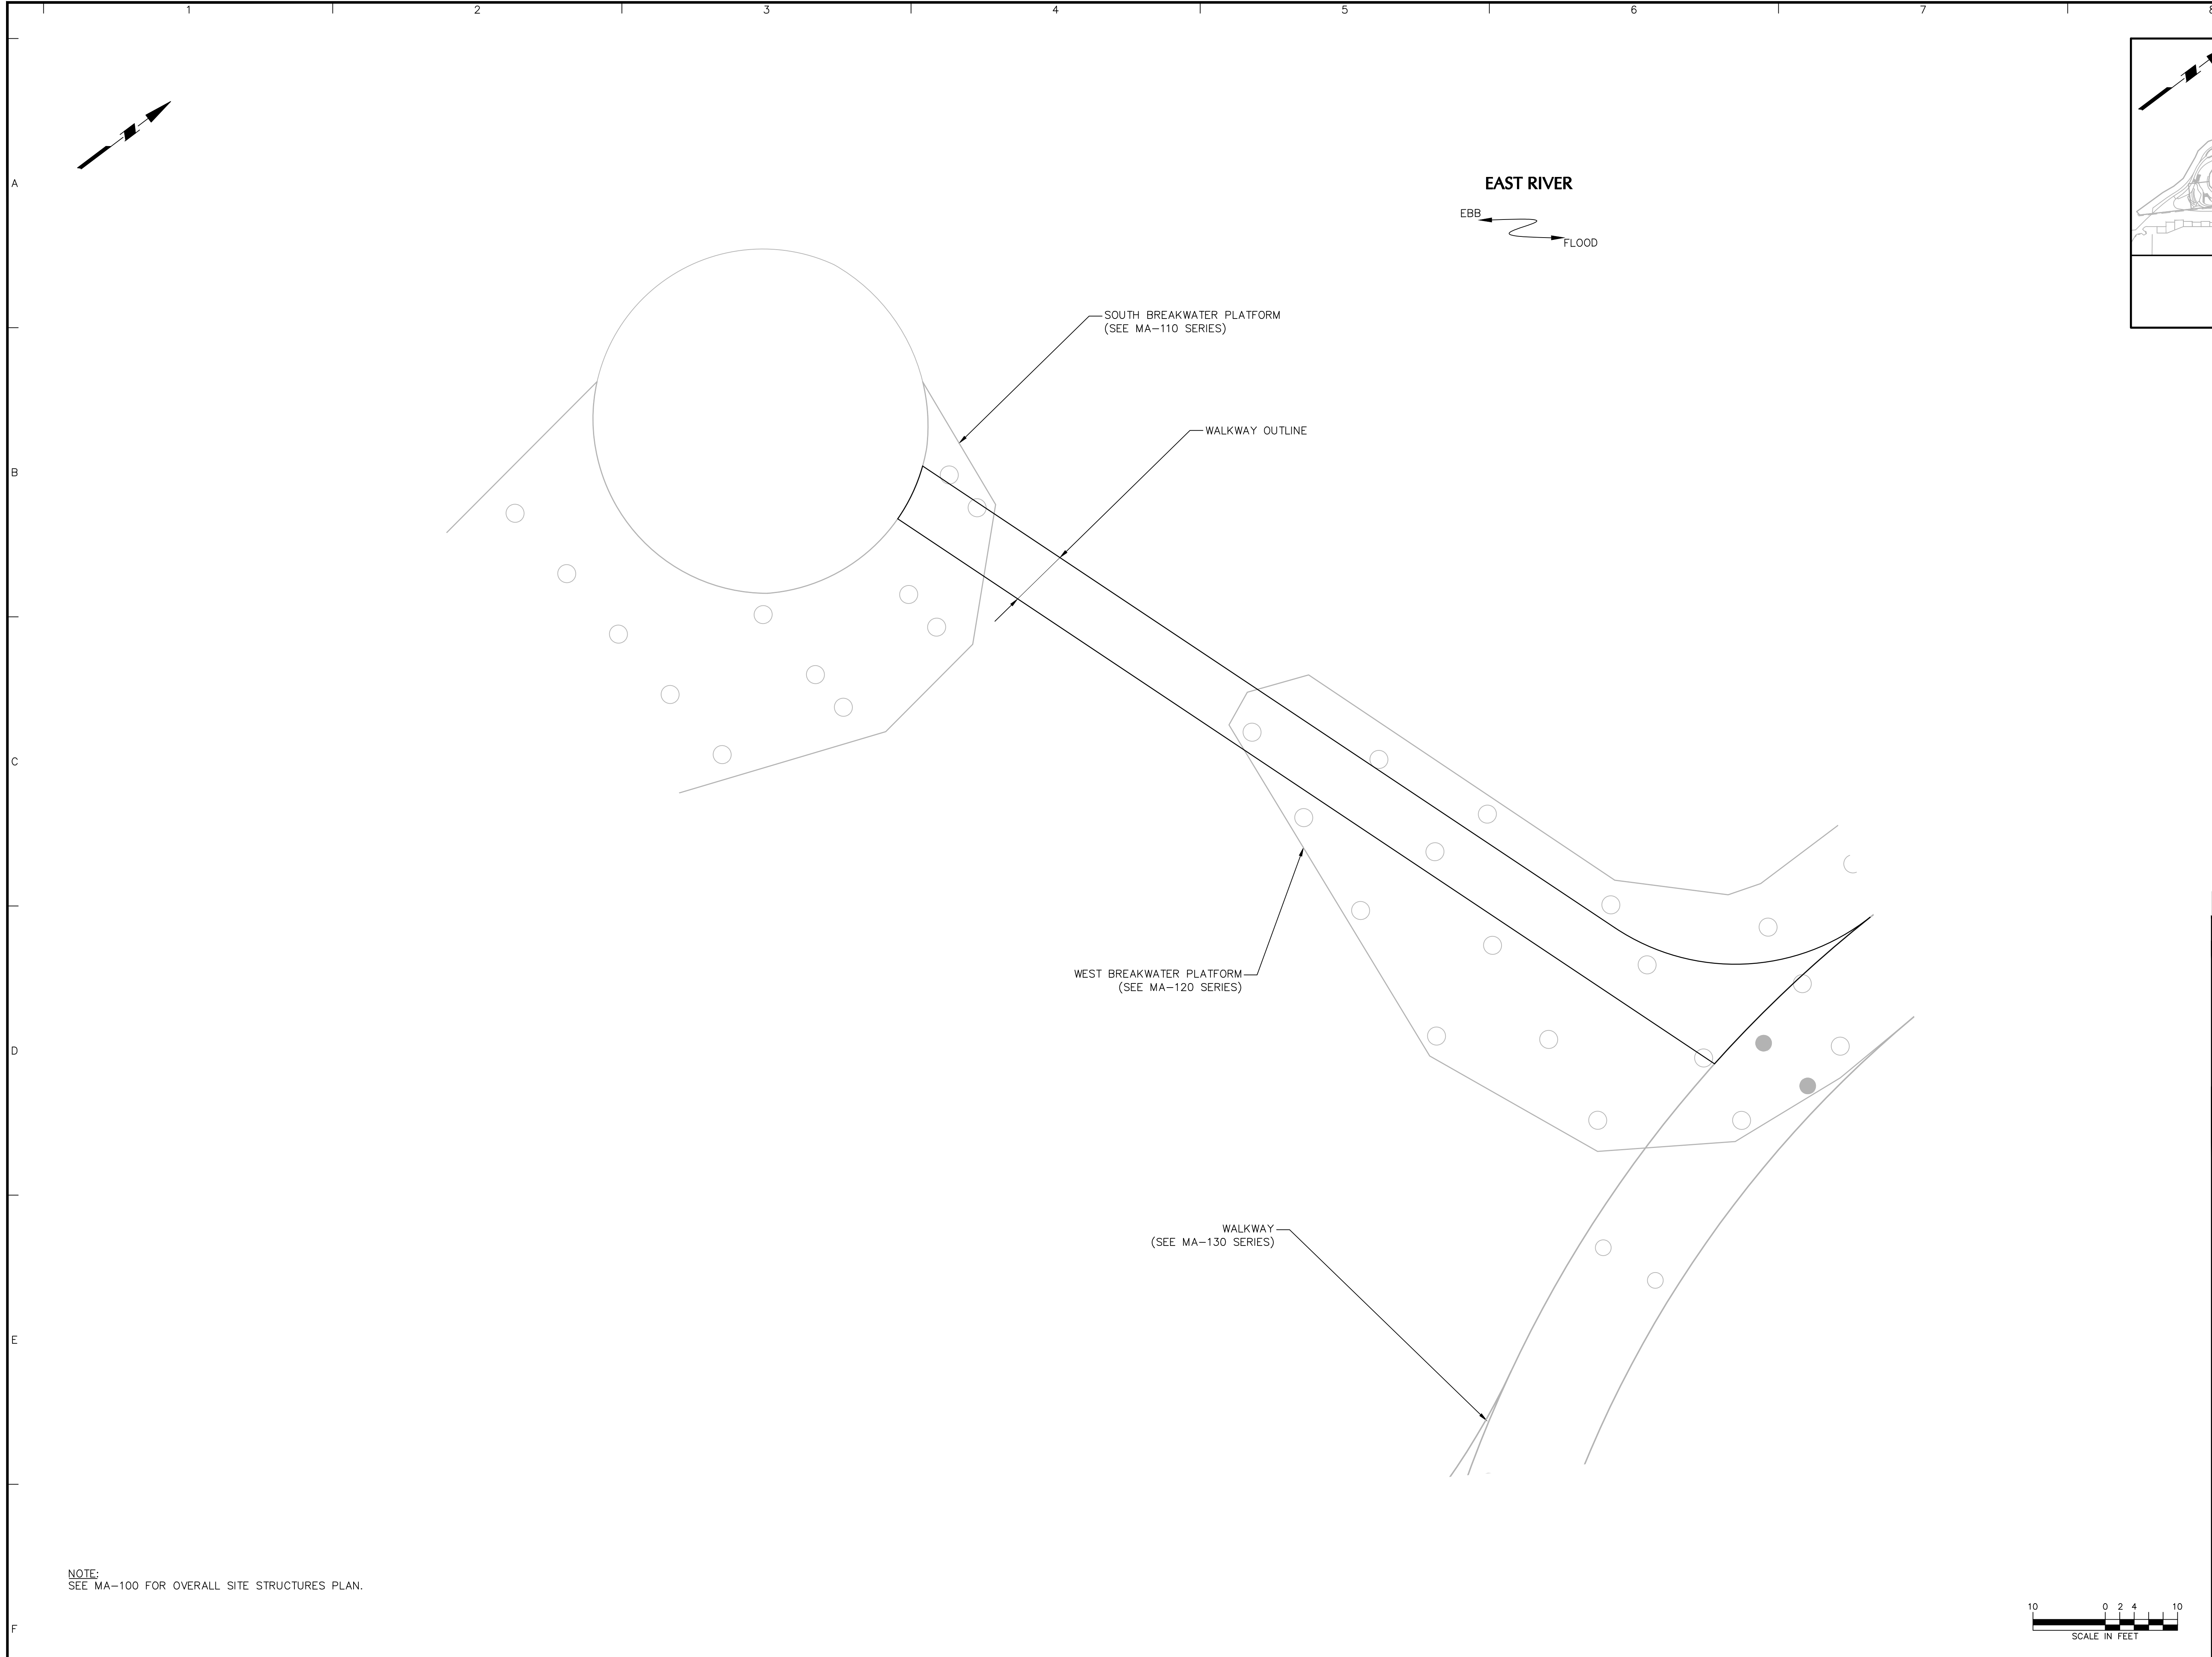 1 2 3 4 5 6 7 8
A
EAST RIVER
EBB
FLOOD
SOUTH BREAKWATER PLATFORM
(SEE MA-110 SERIES)
WALKWAY OUTLINE
B
C
WEST BREAKWATER PLATFORM
(SEE MA-120 SERIES)
D
WALKWAY
(SEE MA-130 SERIES)
E
NOTE:
SEE MA-100 FOR OVERALL SITE STRUCTURES PLAN.
F
10 0 2 4 10
SCALE IN FEET